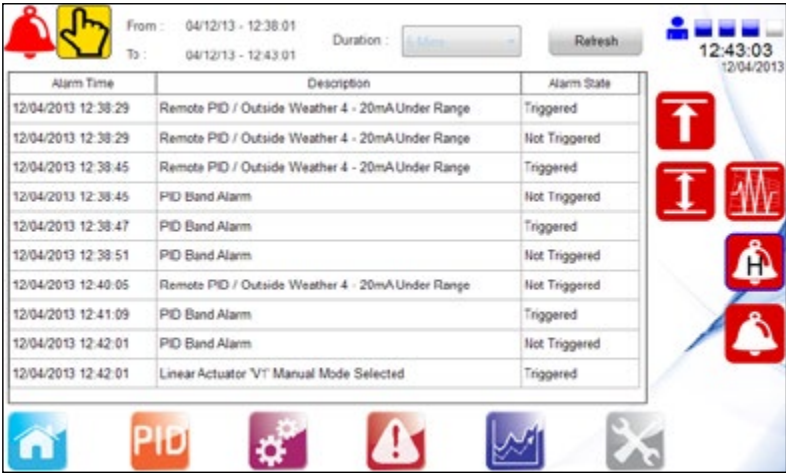 From : 04/12/13 - 12:38:01
To : 04/12/13 - 12:43:01
Duration :
Refresh
12:43:03
12/04/2013
Alarm Time Description Alarm State
12/04/2013 12:38:29 Remote PID / Outside Weather 4 - 20mA Under Range Triggered
12/04/2013 12:38:29 Remote PID / Outside Weather 4 - 20mA Under Range Not Triggered
12/04/2013 12:38:45 Remote PID / Outside Weather 4 - 20mA Under Range Triggered
12/04/2013 12:38:45 PID Band Alarm Not Triggered
12/04/2013 12:38:47 PID Band Alarm Triggered
12/04/2013 12:38:51 PID Band Alarm Not Triggered
12/04/2013 12:40:05 Remote PID / Outside Weather 4 - 20mA Under Range Not Triggered
12/04/2013 12:41:09 PID Band Alarm Triggered
12/04/2013 12:42:01 PID Band Alarm Not Triggered
12/04/2013 12:42:01 Linear Actuator 'V1' Manual Mode Selected Triggered
H
PID